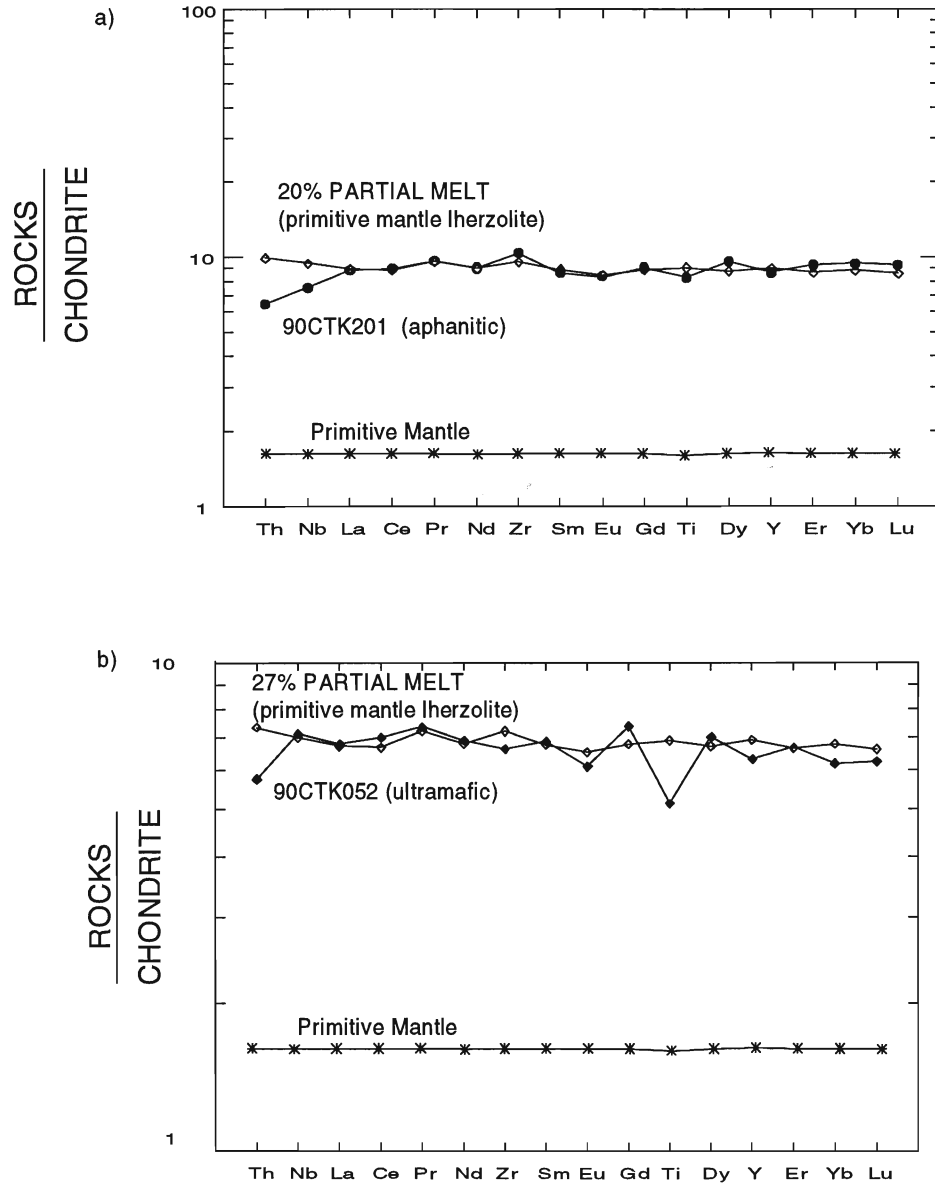 a)
100
20% PARTIAL MELT
(primitive mantle lherzolite)
ROCKS
CHONDRITE
10
90CTK201 (aphanitic)
Primitive Mantle
1
Th Nb La Ce Pr Nd Zr Sm Eu Gd Ti Dy Y Er Yb Lu
b)
10
27% PARTIAL MELT
(primitive mantle lherzolite)
90CTK052 (ultramafic)
ROCKS
CHONDRITE
Primitive Mantle
1
Th Nb La Ce Pr Nd Zr Sm Eu Gd Ti Dy Y Er Yb Lu